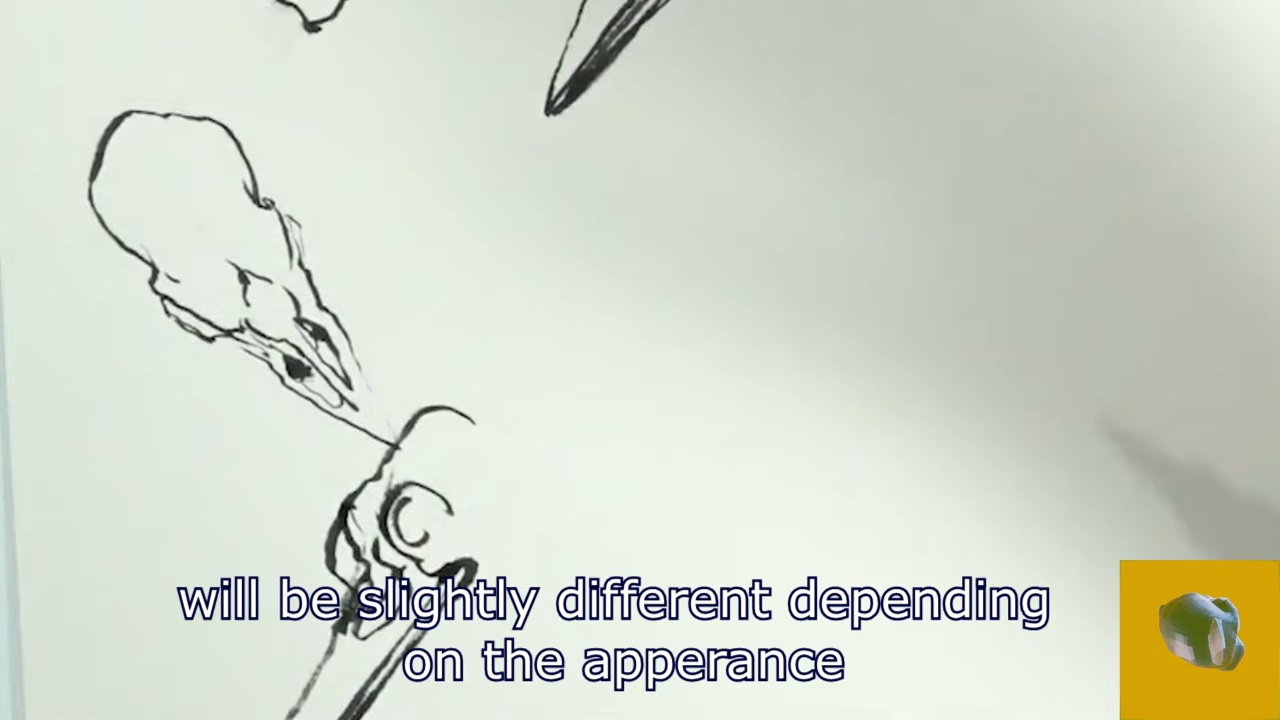 will be slightly different depending
on the apperance